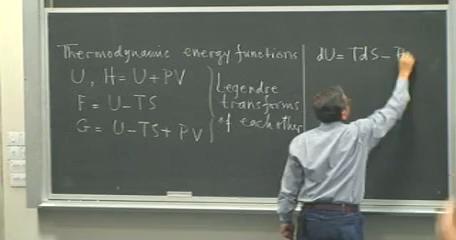 Thermodynamic energy functions
U, H = U + PV
F = U - TS
G = U - TS + PV
Legendre
transforms
of each other
dU = TdS - P